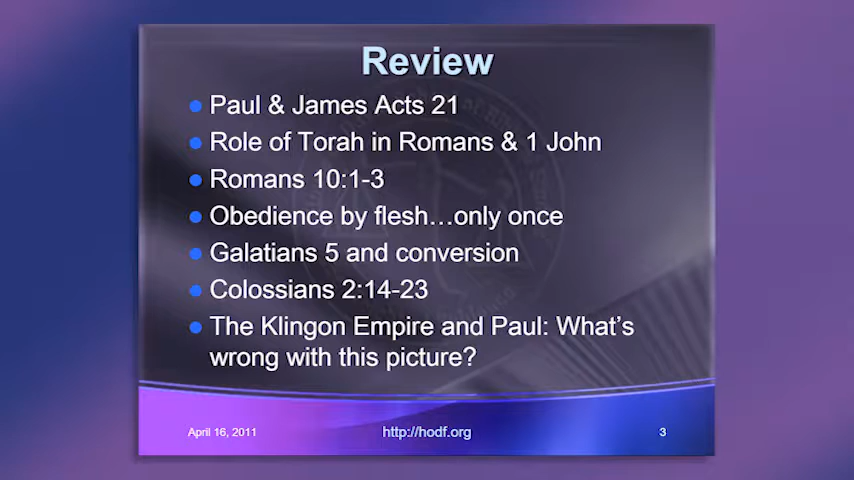 Review
Paul & James Acts 21
Role of Torah in Romans & 1 John
Romans 10:1-3
Obedience by flesh…only once
Galatians 5 and conversion
Colossians 2:14-23
The Klingon Empire and Paul: What's
wrong with this picture?
April 16, 2011
http://hodf.org
3